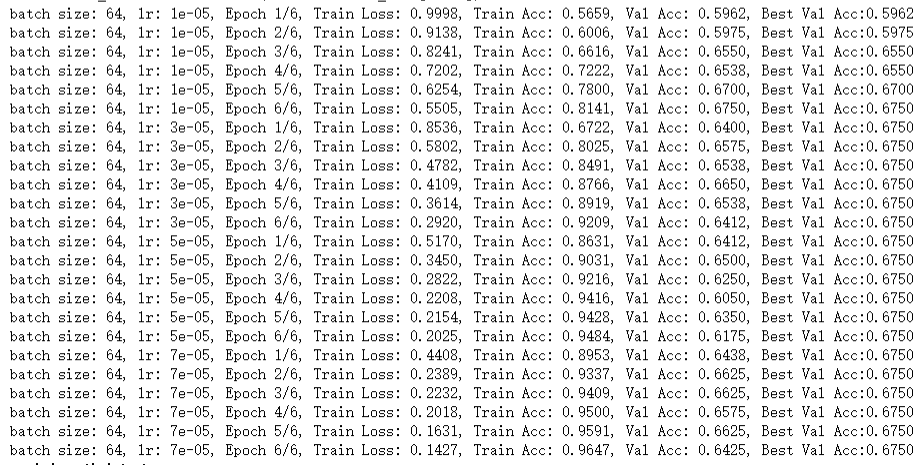 batch size: 64, lr: 1e-05, Epoch 1/6, Train Loss: 0.9998, Train Acc: 0.5659, Val Acc: 0.5962, Best Val Acc:0.5962
batch size: 64, lr: 1e-05, Epoch 2/6, Train Loss: 0.9138, Train Acc: 0.6006, Val Acc: 0.5975, Best Val Acc:0.5975
batch size: 64, lr: 1e-05, Epoch 3/6, Train Loss: 0.8241, Train Acc: 0.6616, Val Acc: 0.6550, Best Val Acc:0.6550
batch size: 64, lr: 1e-05, Epoch 4/6, Train Loss: 0.7202, Train Acc: 0.7222, Val Acc: 0.6538, Best Val Acc:0.6550
batch size: 64, lr: 1e-05, Epoch 5/6, Train Loss: 0.6254, Train Acc: 0.7800, Val Acc: 0.6700, Best Val Acc:0.6700
batch size: 64, lr: 1e-05, Epoch 6/6, Train Loss: 0.5505, Train Acc: 0.8141, Val Acc: 0.6750, Best Val Acc:0.6750
batch size: 64, lr: 3e-05, Epoch 1/6, Train Loss: 0.8536, Train Acc: 0.6722, Val Acc: 0.6400, Best Val Acc:0.6750
batch size: 64, lr: 3e-05, Epoch 2/6, Train Loss: 0.5802, Train Acc: 0.8025, Val Acc: 0.6575, Best Val Acc:0.6750
batch size: 64, lr: 3e-05, Epoch 3/6, Train Loss: 0.4782, Train Acc: 0.8491, Val Acc: 0.6538, Best Val Acc:0.6750
batch size: 64, lr: 3e-05, Epoch 4/6, Train Loss: 0.4109, Train Acc: 0.8766, Val Acc: 0.6650, Best Val Acc:0.6750
batch size: 64, lr: 3e-05, Epoch 5/6, Train Loss: 0.3614, Train Acc: 0.8919, Val Acc: 0.6538, Best Val Acc:0.6750
batch size: 64, lr: 3e-05, Epoch 6/6, Train Loss: 0.2920, Train Acc: 0.9209, Val Acc: 0.6412, Best Val Acc:0.6750
batch size: 64, lr: 5e-05, Epoch 1/6, Train Loss: 0.5170, Train Acc: 0.8631, Val Acc: 0.6412, Best Val Acc:0.6750
batch size: 64, lr: 5e-05, Epoch 2/6, Train Loss: 0.3450, Train Acc: 0.9031, Val Acc: 0.6500, Best Val Acc:0.6750
batch size: 64, lr: 5e-05, Epoch 3/6, Train Loss: 0.2822, Train Acc: 0.9216, Val Acc: 0.6250, Best Val Acc:0.6750
batch size: 64, lr: 5e-05, Epoch 4/6, Train Loss: 0.2208, Train Acc: 0.9416, Val Acc: 0.6050, Best Val Acc:0.6750
batch size: 64, lr: 5e-05, Epoch 5/6, Train Loss: 0.2154, Train Acc: 0.9428, Val Acc: 0.6350, Best Val Acc:0.6750
batch size: 64, lr: 5e-05, Epoch 6/6, Train Loss: 0.2025, Train Acc: 0.9484, Val Acc: 0.6175, Best Val Acc:0.6750
batch size: 64, lr: 7e-05, Epoch 1/6, Train Loss: 0.4408, Train Acc: 0.8953, Val Acc: 0.6438, Best Val Acc:0.6750
batch size: 64, lr: 7e-05, Epoch 2/6, Train Loss: 0.2389, Train Acc: 0.9337, Val Acc: 0.6625, Best Val Acc:0.6750
batch size: 64, lr: 7e-05, Epoch 3/6, Train Loss: 0.2232, Train Acc: 0.9409, Val Acc: 0.6625, Best Val Acc:0.6750
batch size: 64, lr: 7e-05, Epoch 4/6, Train Loss: 0.2018, Train Acc: 0.9500, Val Acc: 0.6575, Best Val Acc:0.6750
batch size: 64, lr: 7e-05, Epoch 5/6, Train Loss: 0.1631, Train Acc: 0.9591, Val Acc: 0.6625, Best Val Acc:0.6750
batch size: 64, lr: 7e-05, Epoch 6/6, Train Loss: 0.1427, Train Acc: 0.9647, Val Acc: 0.6425, Best Val Acc:0.6750